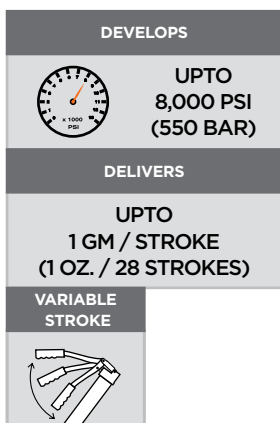 DEVELOPS
x 1000
PSI
UPTO
8,000 PSI
(550 BAR)
DELIVERS
UPTO
1 GM / STROKE
(1 OZ. / 28 STROKES)
VARIABLE
STROKE